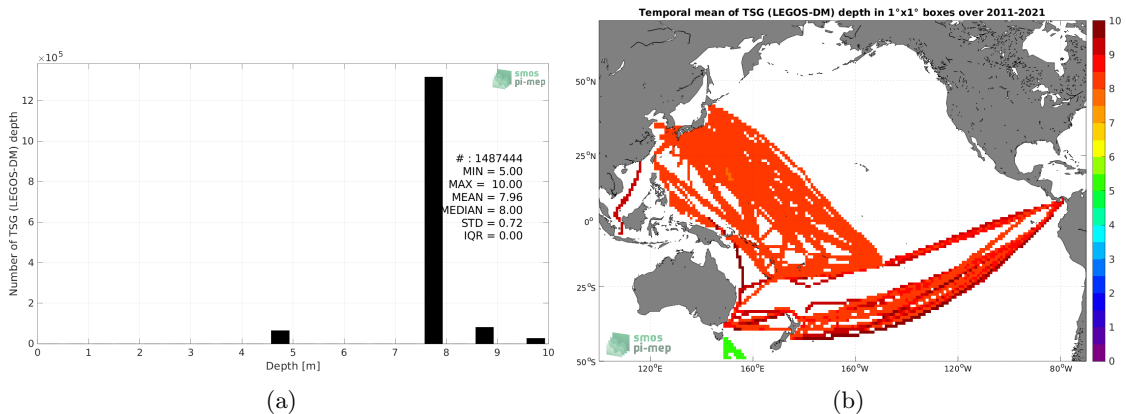 ×10⁵
12
10
8
6
4
2
0
Number of TSG (LEGOS-DM) depth
smos
pi-mep
# : 1487444
MIN = 5.00
MAX = 10.00
MEAN = 7.96
MEDIAN = 8.00
STD = 0.72
IQR = 0.00
0 1 2 3 4 5 6 7 8 9 10
Depth [m]
(a)
Temporal mean of TSG (LEGOS-DM) depth in 1°x1° boxes over 2011-2021
50°N
25°N
0°
25°S
50°S
120°E
160°E
160°W
120°W
80°W
smos
pi-mep
10
9
8
7
6
5
4
3
2
1
0
(b)